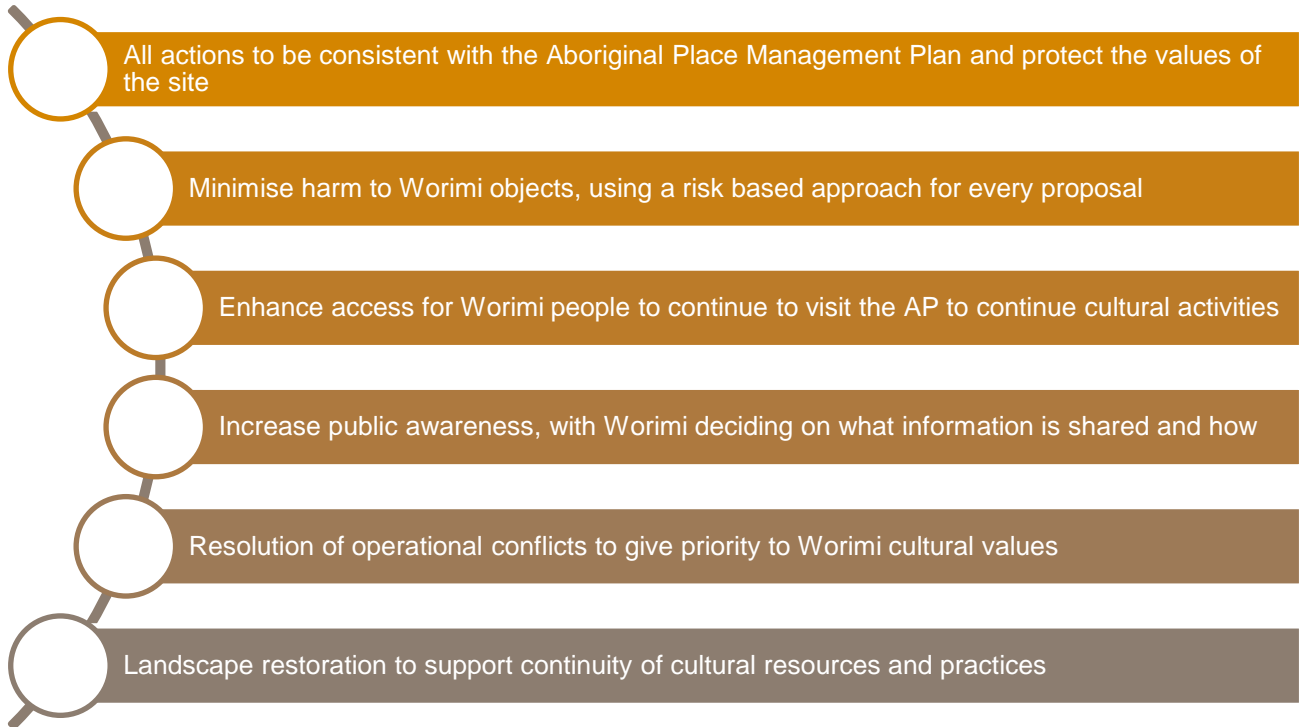 All actions to be consistent with the Aboriginal Place Management Plan and protect the values of
the site
Minimise harm to Worimi objects, using a risk based approach for every proposal
Enhance access for Worimi people to continue to visit the AP to continue cultural activities
Increase public awareness, with Worimi deciding on what information is shared and how
Resolution of operational conflicts to give priority to Worimi cultural values
Landscape restoration to support continuity of cultural resources and practices